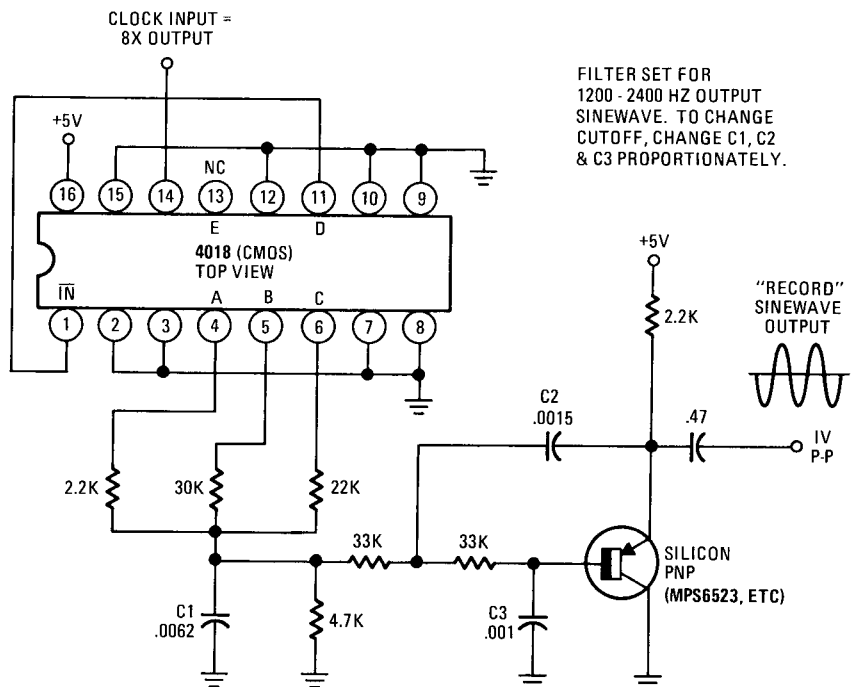 CLOCK INPUT =
8X OUTPUT
FILTER SET FOR
1200 - 2400 HZ OUTPUT
SINEWAVE. TO CHANGE
CUTOFF, CHANGE C1, C2
& C3 PROPORTIONATELY.
+5V
NC
16 15 14 13 12 11 10 9
E D
4018 (CMOS)
TOP VIEW
IN A B C
1 2 3 4 5 6 7 8
+5V
2.2K
"RECORD"
SINEWAVE
OUTPUT
C2
.0015
.47
1V
P-P
2.2K 30K 22K
33K 33K
SILICON
PNP
(MPS6523, ETC)
C1
.0062
4.7K
C3
.001